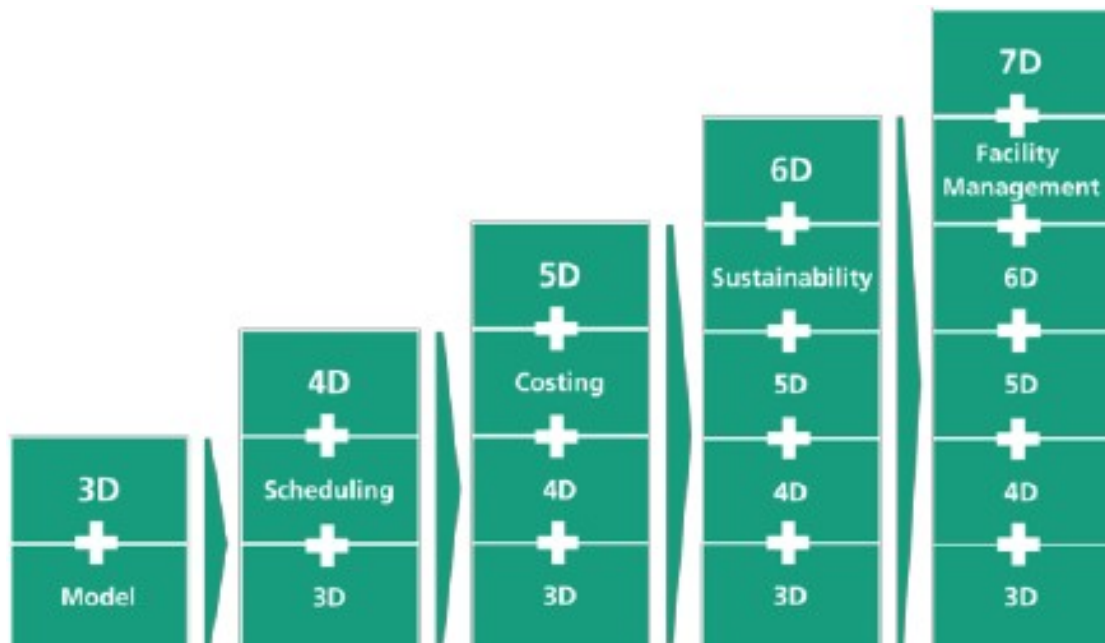 3D
Model
4D
Scheduling
3D
5D
Costing
4D
3D
6D
Sustainability
5D
4D
3D
7D
Facility
Management
6D
5D
4D
3D